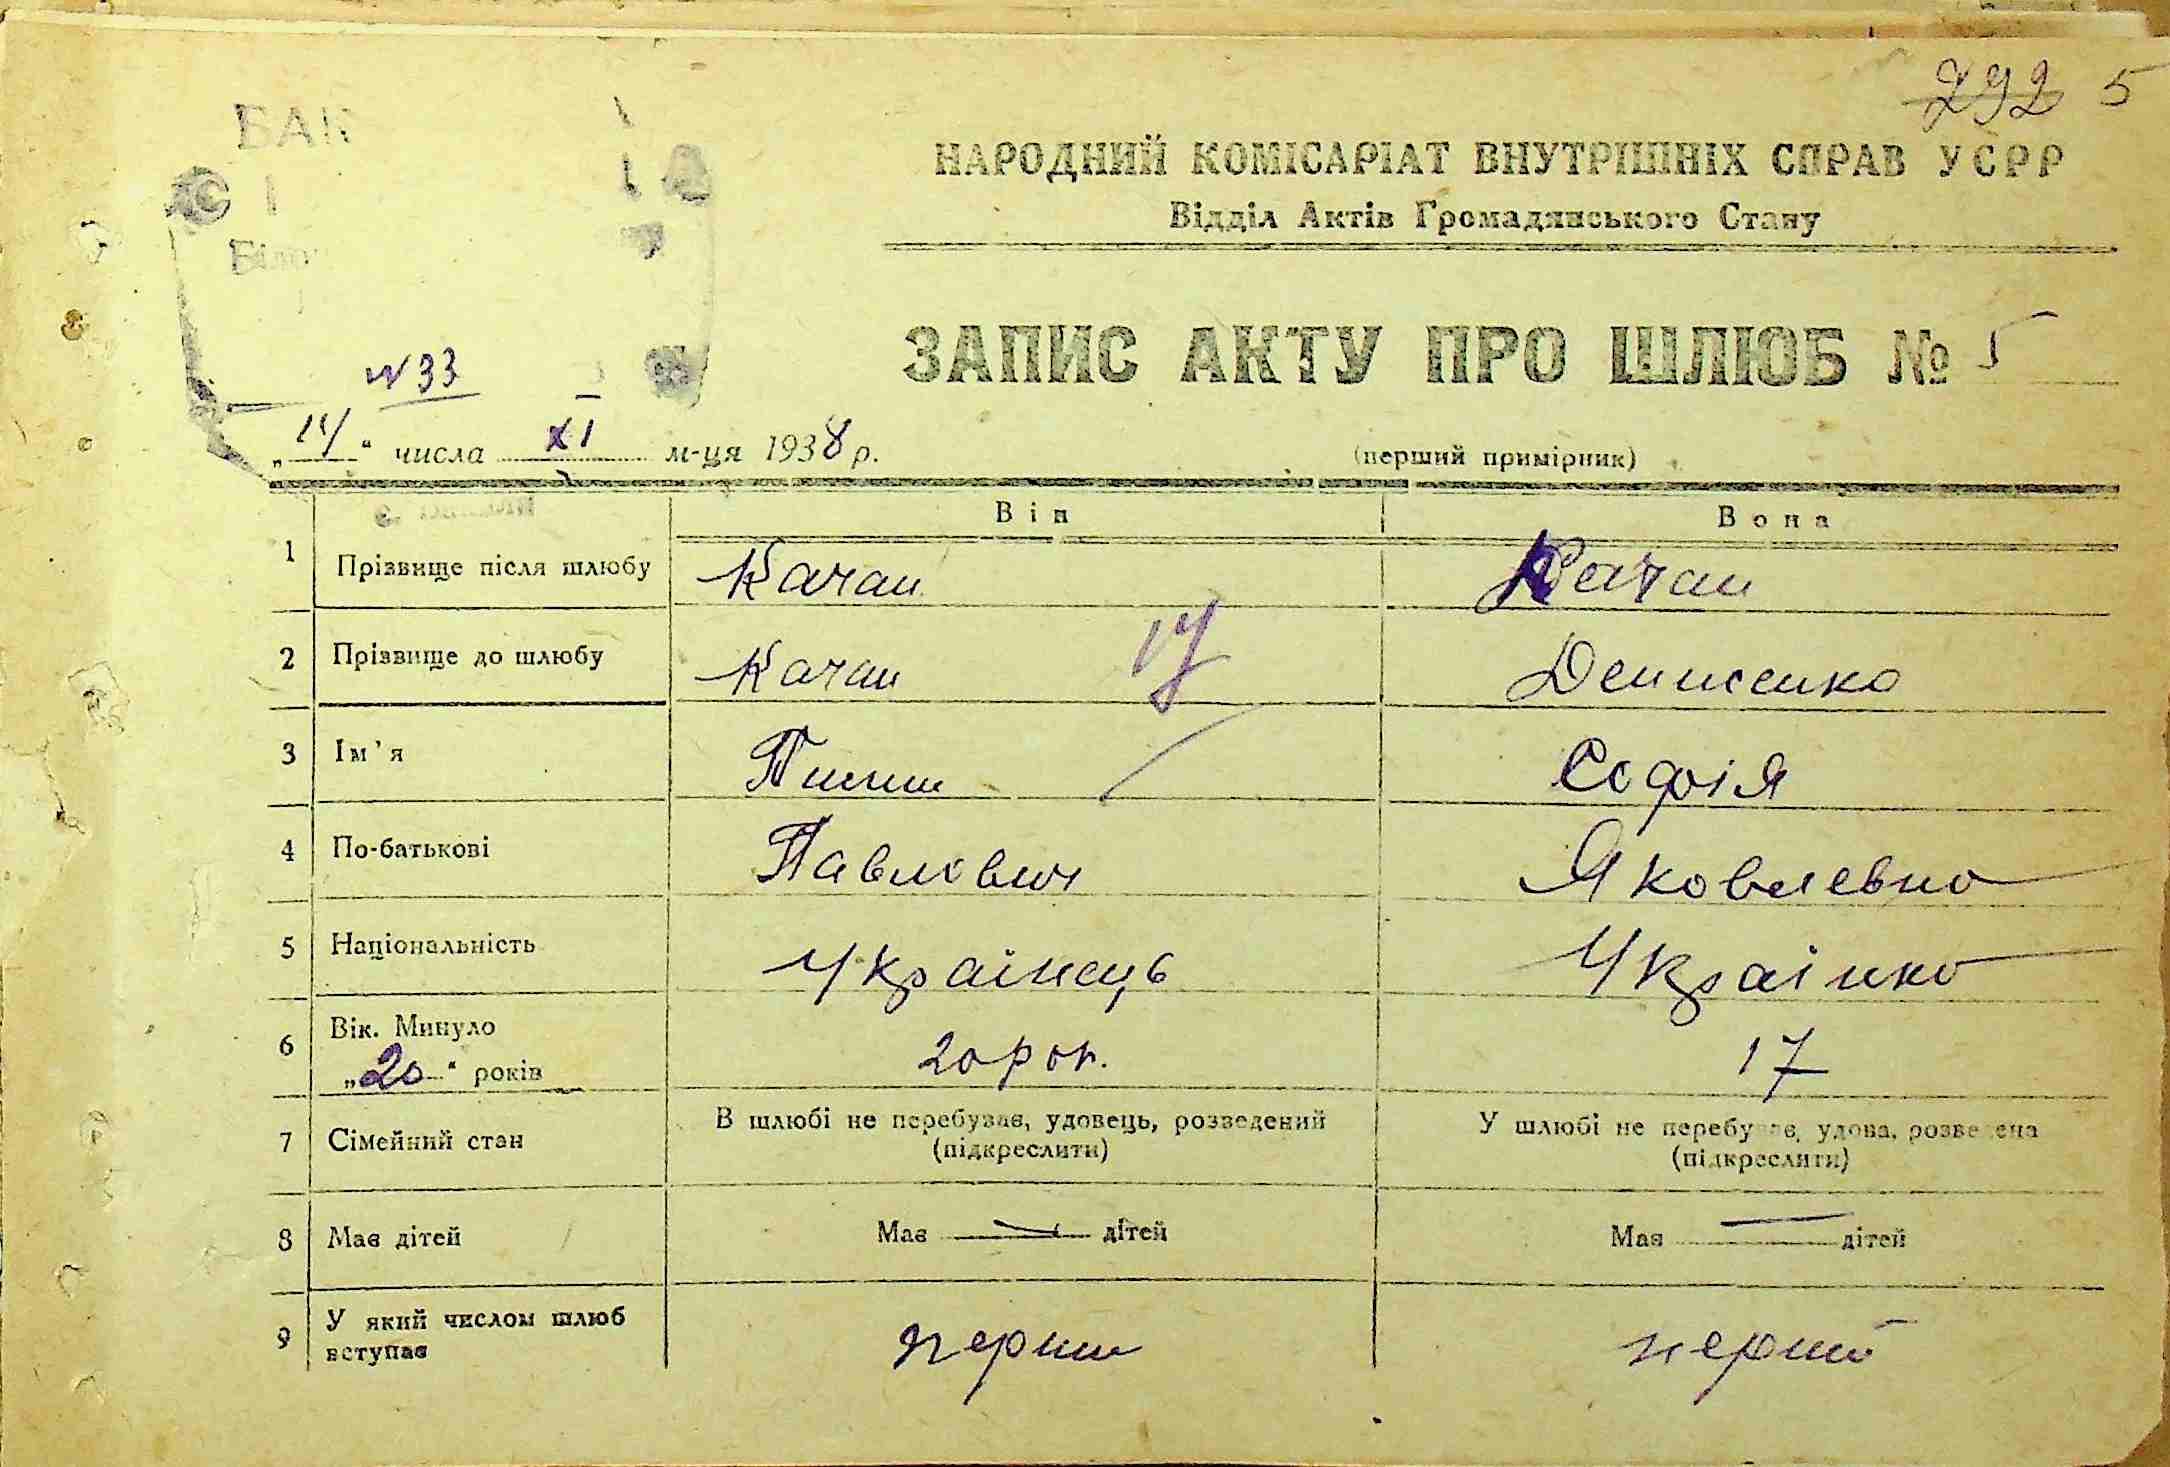 292 5
БАК
НАРОДНИЙ КОМІСАРІАТ ВНУТРІШНІХ СПРАВ УСРР
Відділ Актів Громадянського Стану
ЗАПИС АКТУ ПРО ШЛЮБ № 5
№ 33
„14“ числа XI м-ця 1938 р.
(перший примірник)
Він Вона
1 Прізвище після шлюбу Качан Качан
2 Прізвище до шлюбу Качан Денисенко
3 Ім'я Софія
4 По-батькові Павлович Яковлевна
5 Національність Українець Українка
6 Вік. Минуло „20“ років 20 рок. 17
7 Сімейний стан В шлюбі не перебував, удовець, розведений (підкреслити) У шлюбі не перебував, удова, розведена (підкреслити)
8 Має дітей Має — дітей Має — дітей
9 У який числом шлюб вступає перши перший